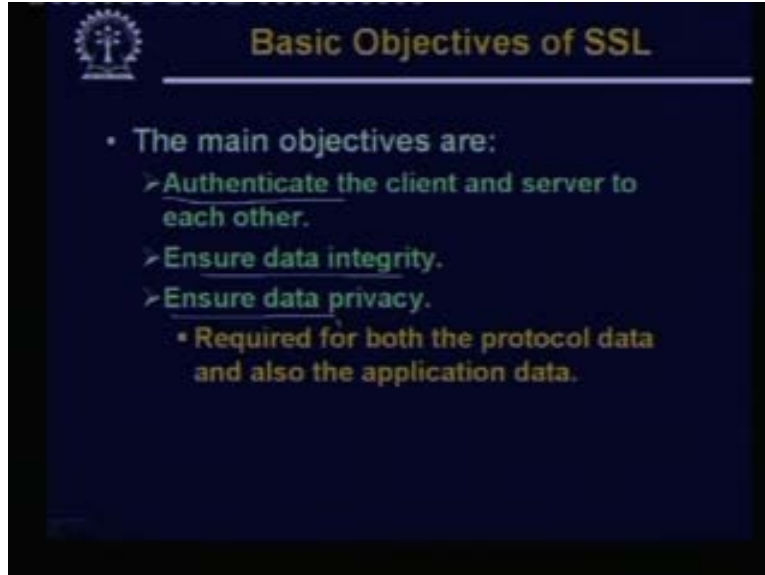 Basic Objectives of SSL
• The main objectives are:
➢Authenticate the client and server to
each other.
➢Ensure data integrity.
➢Ensure data privacy.
▪ Required for both the protocol data
and also the application data.